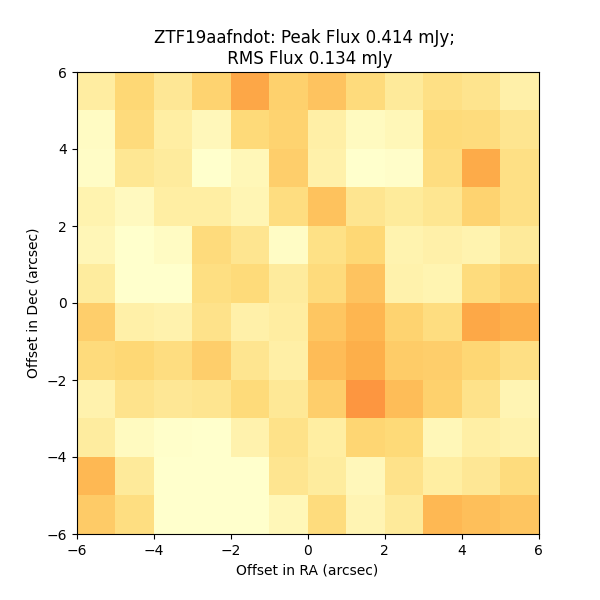 ZTF19aafndot: Peak Flux 0.414 mJy;
RMS Flux 0.134 mJy
6
4
2
0
−2
−4
−6
Offset in Dec (arcsec)
−6 −4 −2 0 2 4 6
Offset in RA (arcsec)